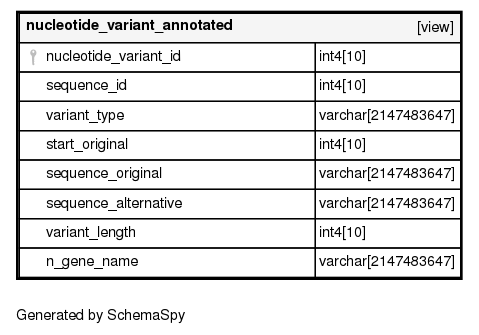 nucleotide_variant_annotated [view]
nucleotide_variant_id int4[10]
sequence_id int4[10]
variant_type varchar[2147483647]
start_original int4[10]
sequence_original varchar[2147483647]
sequence_alternative varchar[2147483647]
variant_length int4[10]
n_gene_name varchar[2147483647]
Generated by SchemaSpy